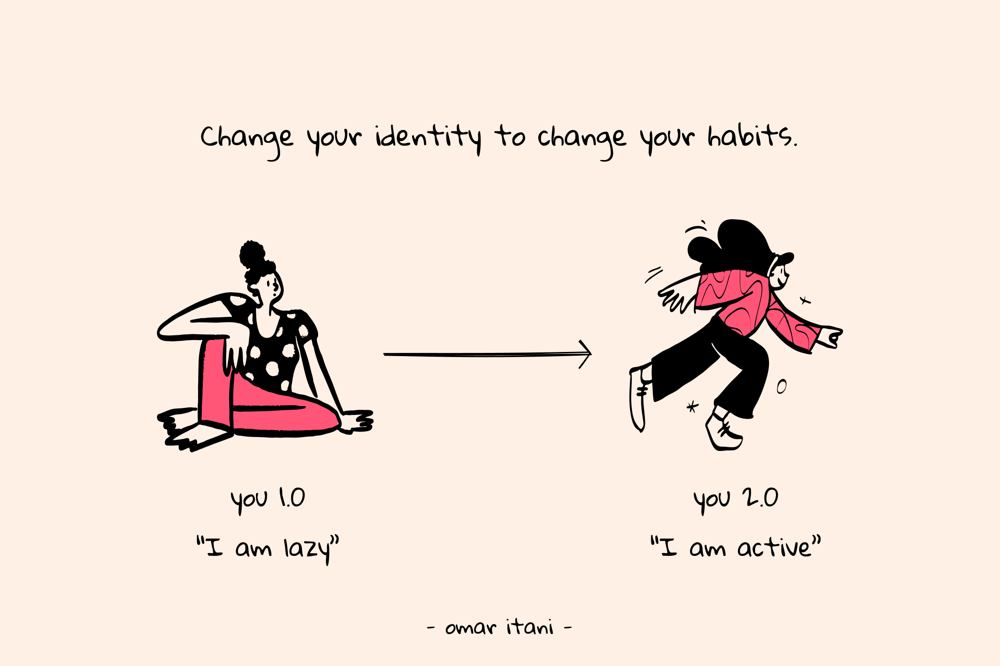 Change your identity to change your habits.
you 1.0
you 2.0
“I am lazy”
“I am active”
- omar itani -